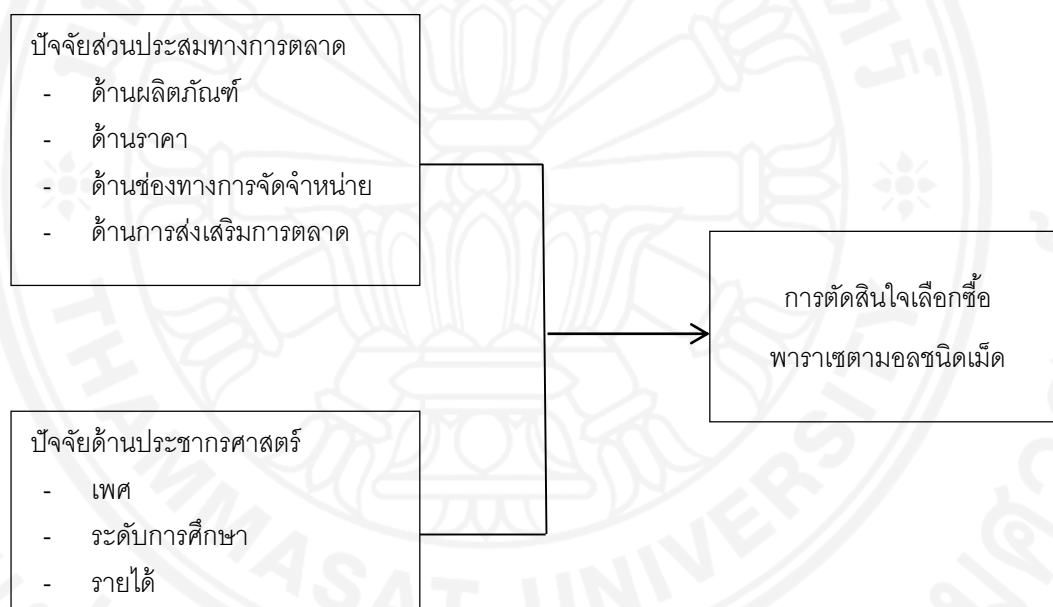 ปัจจัยส่วนประสมทางการตลาด
- ด้านผลิตภัณฑ์
- ด้านราคา
- ด้านช่องทางการจัดจำหน่าย
- ด้านการส่งเสริมการตลาด
การตัดสินใจเลือกซื้อ
พาราเซตามอลชนิดเม็ด
ปัจจัยด้านประชากรศาสตร์
- เพศ
- ระดับการศึกษา
- รายได้
THAMMASAT UNIVERSITY